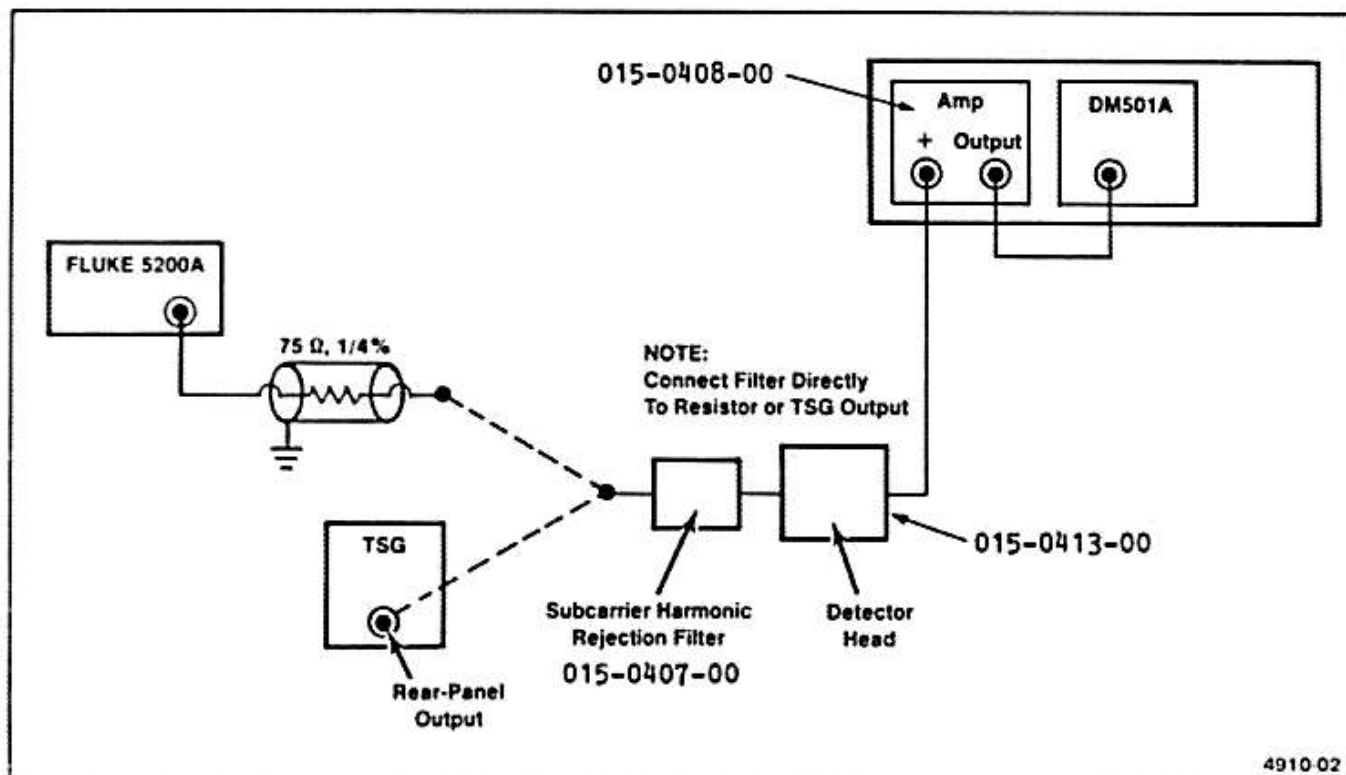 015-0408-00
Amp
+ Output
DM501A
FLUKE 5200A
75 Ω, 1/4%
NOTE:
Connect Filter Directly
To Resistor or TSG Output
TSG
015-0413-00
Subcarrier Harmonic
Rejection Filter
015-0407-00
Detector
Head
Rear-Panel
Output
4910-02